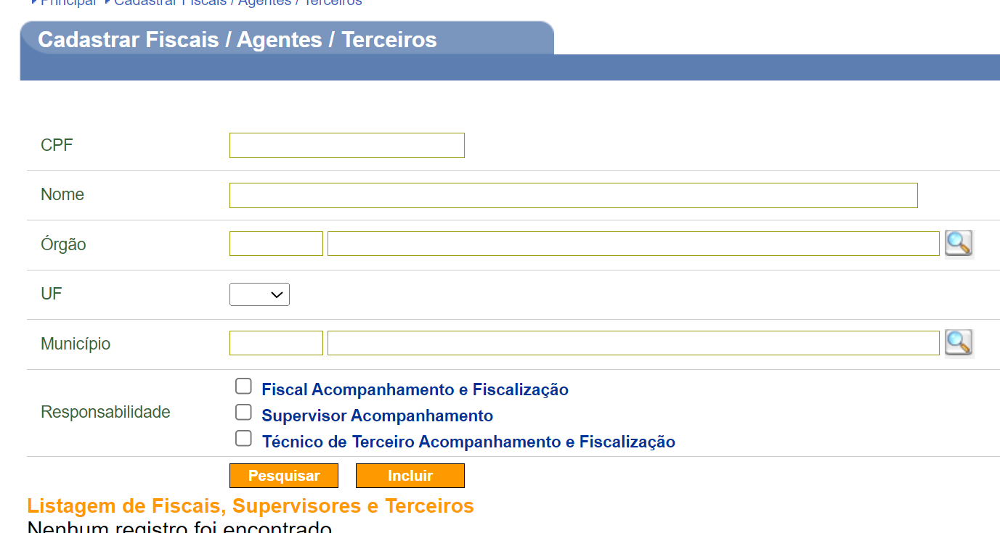 Principal Cadastrar Fiscais / Agentes / Terceiros
Cadastrar Fiscais / Agentes / Terceiros
CPF
Nome
Órgão
UF
Município
Responsabilidade
Fiscal Acompanhamento e Fiscalização
Supervisor Acompanhamento
Técnico de Terceiro Acompanhamento e Fiscalização
Pesquisar Incluir
Listagem de Fiscais, Supervisores e Terceiros
Nenhum registro foi encontrado